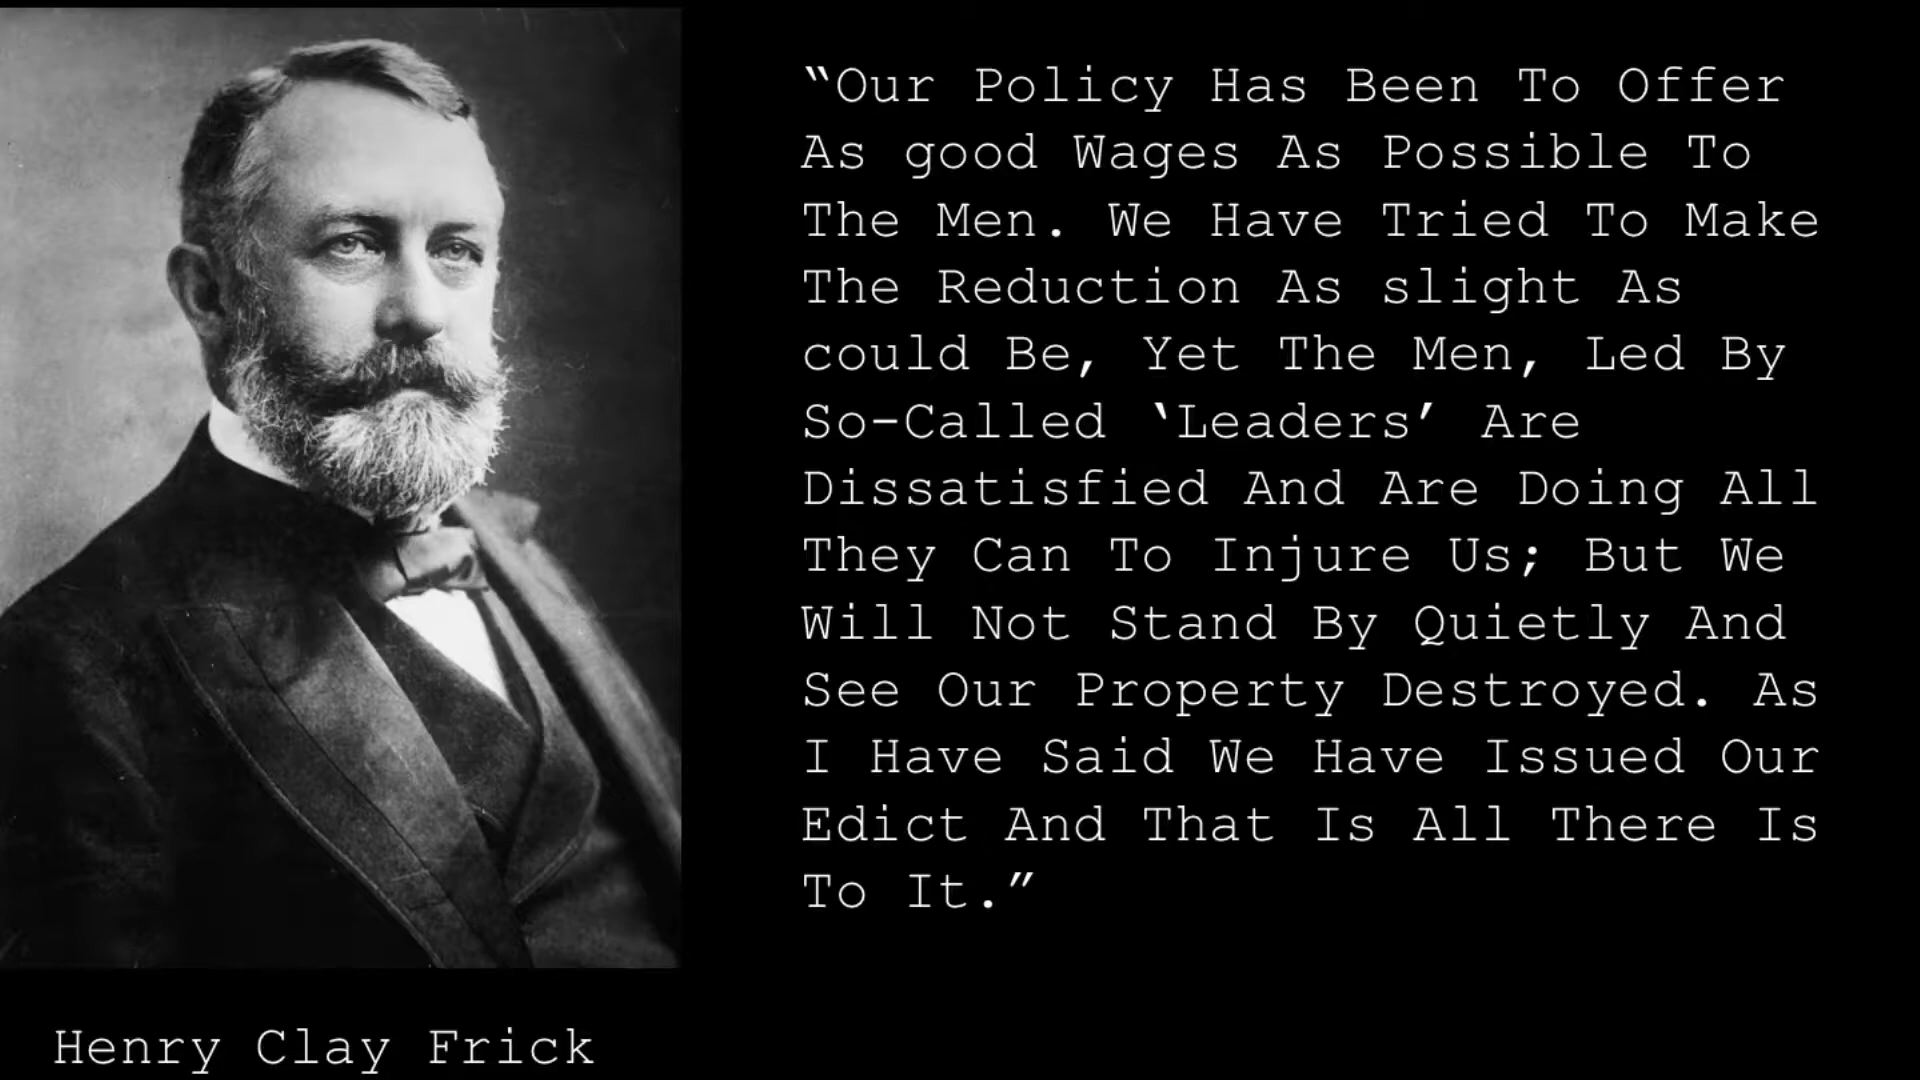 “Our Policy Has Been To Offer
As good Wages As Possible To
The Men. We Have Tried To Make
The Reduction As slight As
could Be, Yet The Men, Led By
So-Called ‘Leaders’ Are
Dissatisfied And Are Doing All
They Can To Injure Us; But We
Will Not Stand By Quietly And
See Our Property Destroyed. As
I Have Said We Have Issued Our
Edict And That Is All There Is
To It.”
Henry Clay Frick